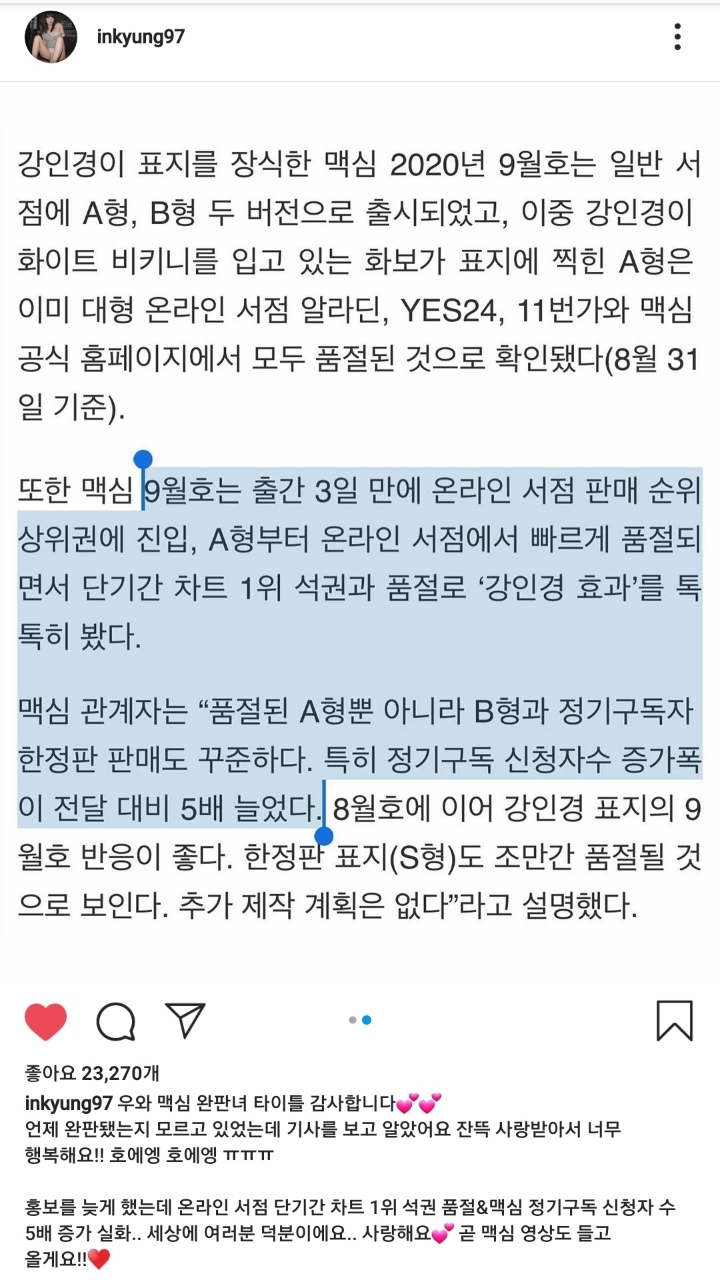 inkyung97
강인경이 표지를 장식한 맥심 2020년 9월호는 일반 서
점에 A형, B형 두 버전으로 출시되었고, 이중 강인경이
화이트 비키니를 입고 있는 화보가 표지에 찍힌 A형은
이미 대형 온라인 서점 알라딘, YES24, 11번가와 맥심
공식 홈페이지에서 모두 품절된 것으로 확인됐다(8월 31
일 기준).
또한 맥심 9월호는 출간 3일 만에 온라인 서점 판매 순위
상위권에 진입, A형부터 온라인 서점에서 빠르게 품절되
면서 단기간 차트 1위 석권과 품절로 ‘강인경 효과’를 톡
톡히 봤다.
맥심 관계자는 “품절된 A형뿐 아니라 B형과 정기구독자
한정판 판매도 꾸준하다. 특히 정기구독 신청자수 증가폭
이 전달 대비 5배 늘었다. 8월호에 이어 강인경 표지의 9
월호 반응이 좋다. 한정판 표지(S형)도 조만간 품절될 것
으로 보인다. 추가 제작 계획은 없다”라고 설명했다.
좋아요 23,270개
inkyung97 우와 맥심 완판녀 타이틀 감사합니다💕💕
언제 완판됐는지 모르고 있었는데 기사를 보고 알았어요 잔뜩 사랑받아서 너무
행복해요!! 호에엥 호에엥 ㅠㅠㅠ
홍보를 늦게 했는데 온라인 서점 단기간 차트 1위 석권 품절&맥심 정기구독 신청자 수
5배 증가 실화.. 세상에 여러분 덕분이에요.. 사랑해요💕 곧 맥심 영상도 들고
올게요!!♥️